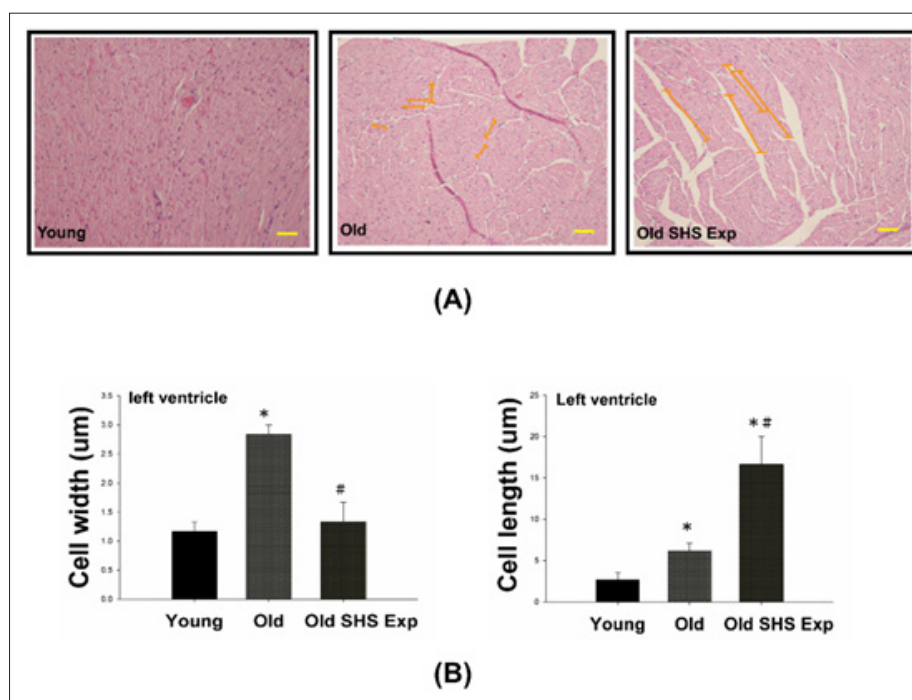 Young
Old
Old SHS Exp
(A)
left ventricle
Cell width (um)
3.5
3.0
2.5
2.0
1.5
1.0
.5
0.0
*
#
Young Old Old SHS Exp
Left ventricle
Cell length (um)
25
20
15
10
5
0
*
* #
Young Old Old SHS Exp
(B)